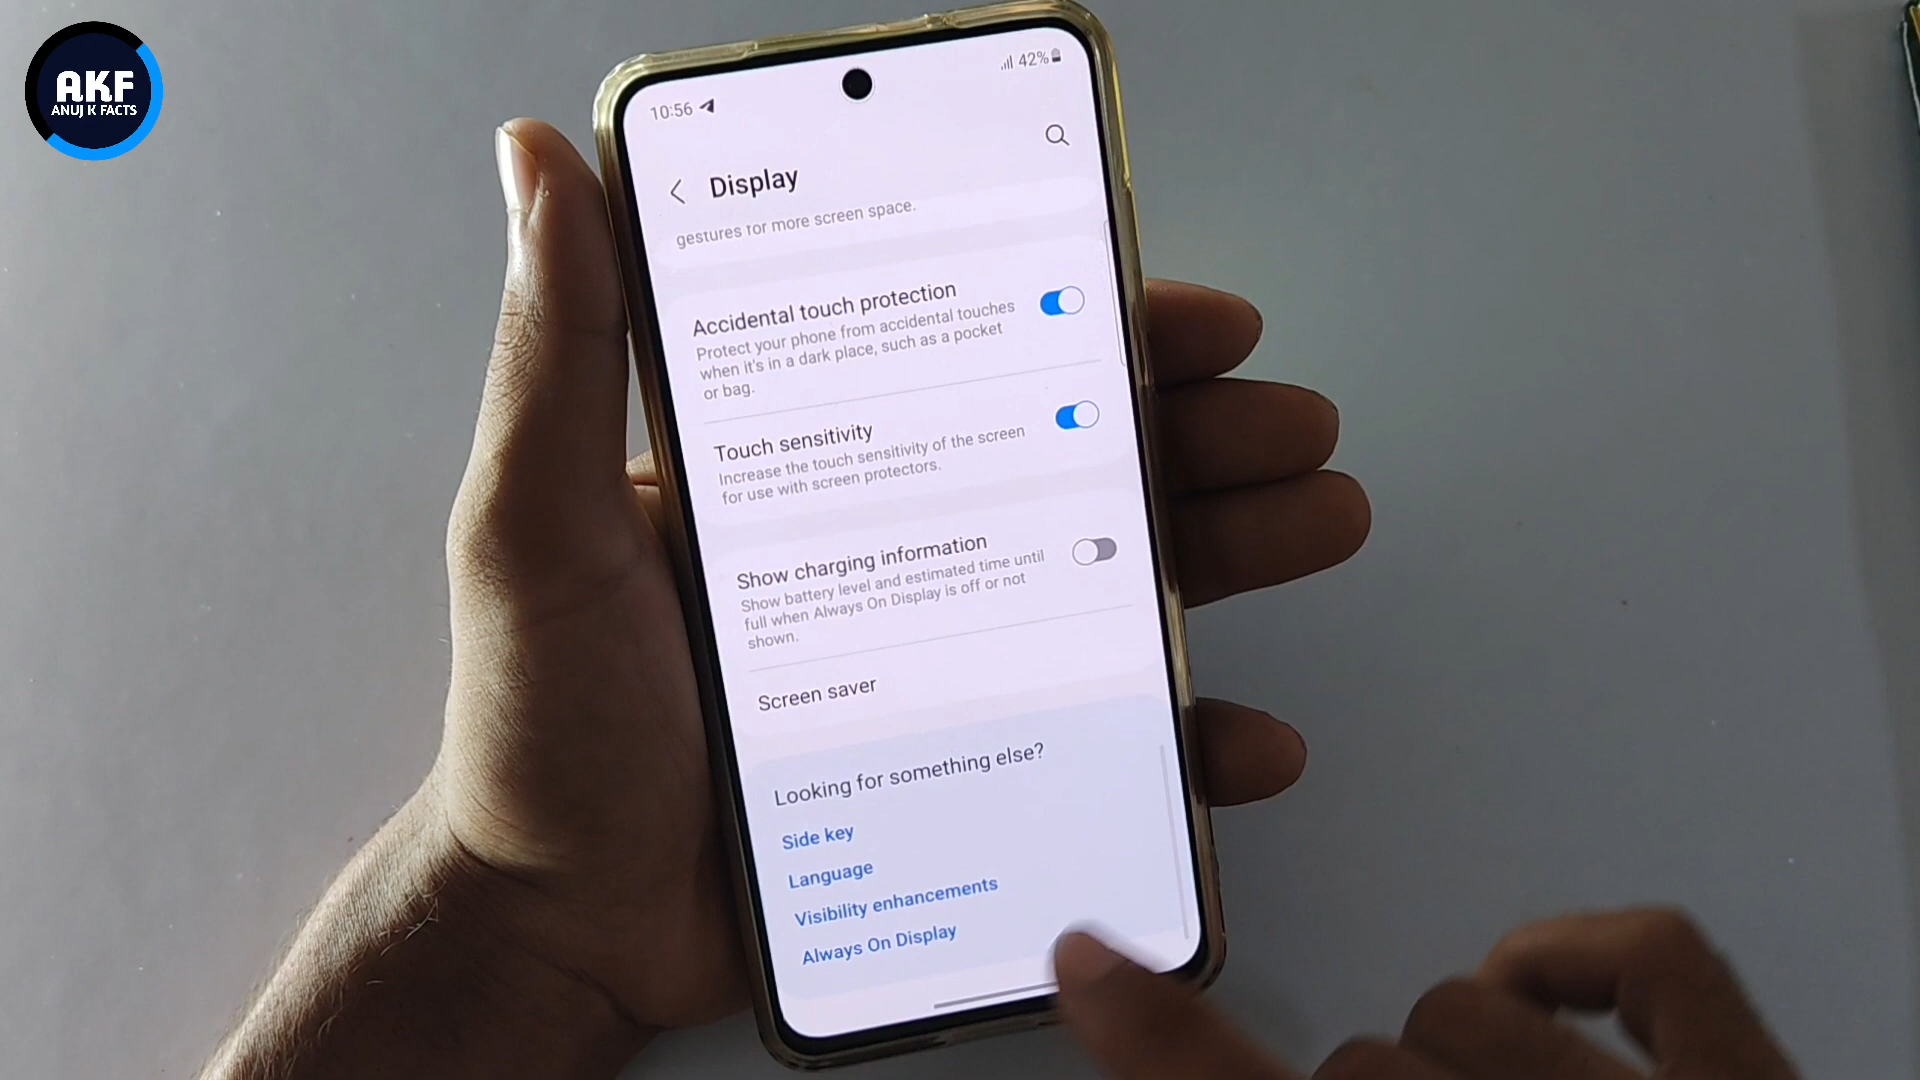 AKF
ANUJ K FACTS
10:56
42%
Display
gestures for more screen space.
Accidental touch protection
Protect your phone from accidental touches
when it's in a dark place, such as a pocket
or bag.
Touch sensitivity
Increase the touch sensitivity of the screen
for use with screen protectors.
Show charging information
Show battery level and estimated time until
full when Always On Display is off or not
shown.
Screen saver
Looking for something else?
Side key
Language
Visibility enhancements
Always On Display